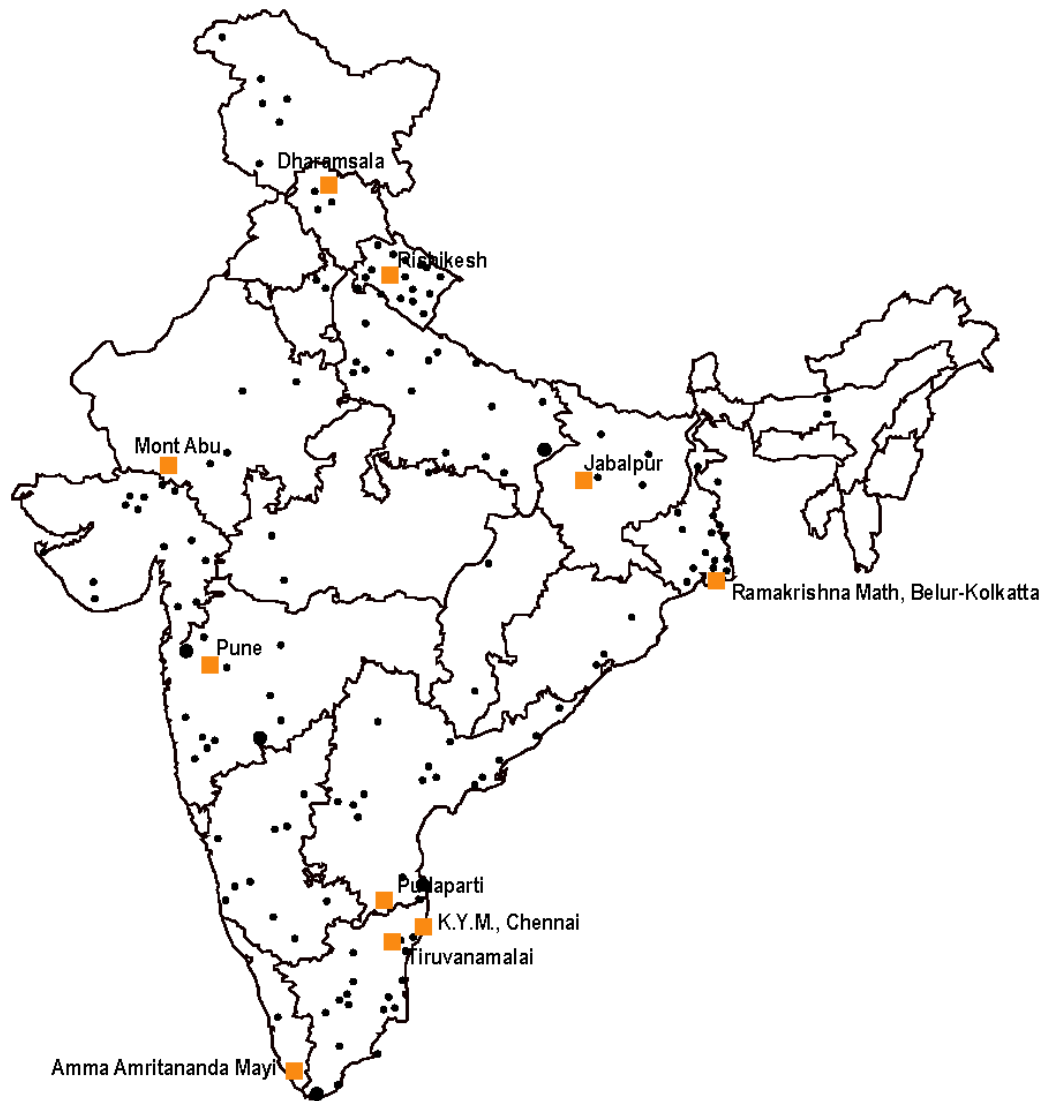 Dharamsala
Rishikesh
Mont Abu
Jabalpur
Ramakrishna Math, Belur-Kolkatta
Pune
Puttaparti
K.Y.M., Chennai
Tiruvanamalai
Amma Amritananda Mayi